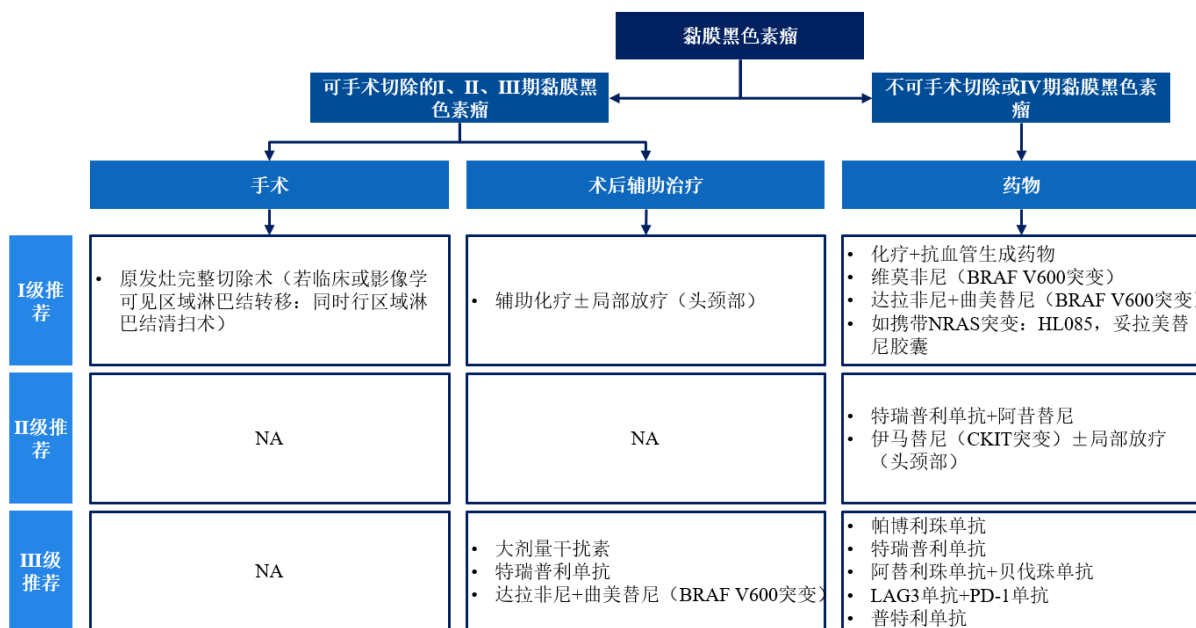 黏膜黑色素瘤
可手术切除的I、II、III期黏膜黑
色素瘤
不可手术切除或IV期黏膜黑色素
瘤
手术
术后辅助治疗
药物
I级推
荐
• 原发灶完整切除术（若临床或影像学
可见区域淋巴结转移：同时行区域淋
巴结清扫术）
• 辅助化疗±局部放疗（头颈部）
• 化疗+抗血管生成药物
• 维莫非尼（BRAF V600突变）
• 达拉非尼+曲美替尼（BRAF V600突变）
• 如携带NRAS突变：HL085，妥拉美替
尼胶囊
II级推
荐
NA
NA
• 特瑞普利单抗+阿昔替尼
• 伊马替尼（CKIT突变）±局部放疗
（头颈部）
III级
推荐
NA
• 大剂量干扰素
• 特瑞普利单抗
• 达拉非尼+曲美替尼（BRAF V600突变）
• 帕博利珠单抗
• 特瑞普利单抗
• 阿替利珠单抗+贝伐珠单抗
• LAG3单抗+PD-1单抗
• 普特利单抗